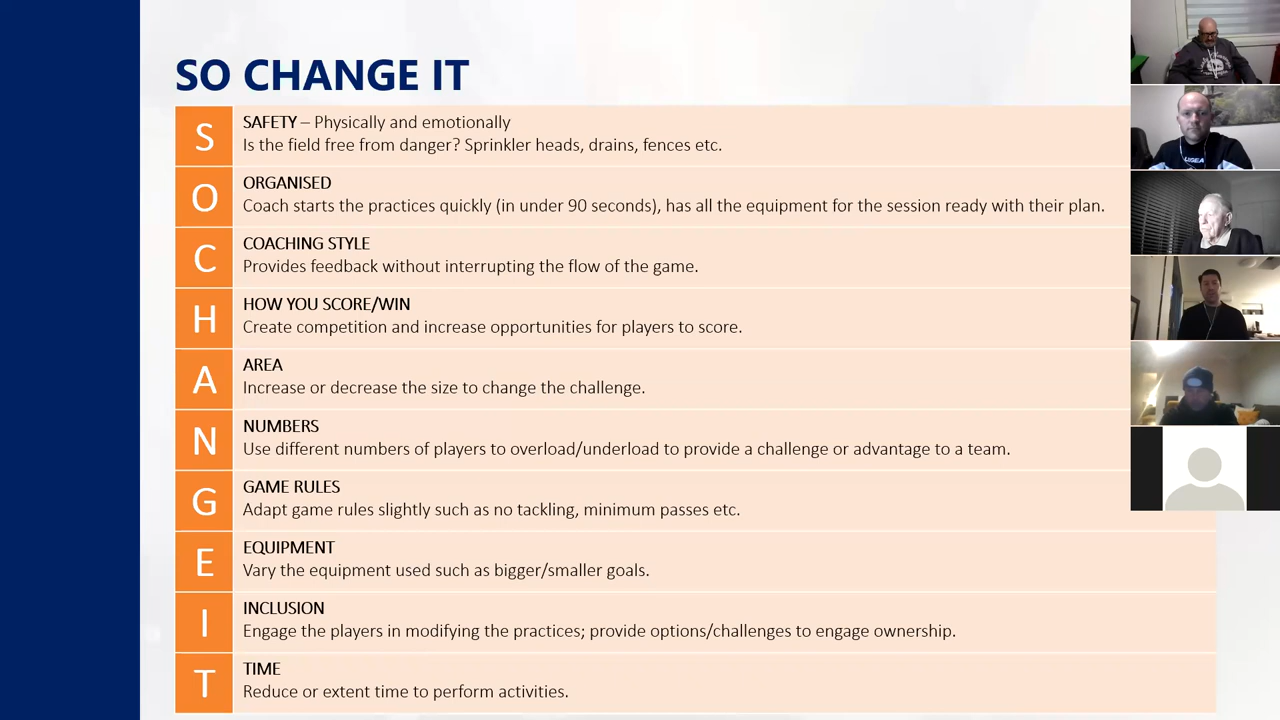 SO CHANGE IT
S
SAFETY – Physically and emotionally
Is the field free from danger? Sprinkler heads, drains, fences etc.
O
ORGANISED
Coach starts the practices quickly (in under 90 seconds), has all the equipment for the session ready with their plan.
C
COACHING STYLE
Provides feedback without interrupting the flow of the game.
H
HOW YOU SCORE/WIN
Create competition and increase opportunities for players to score.
A
AREA
Increase or decrease the size to change the challenge.
N
NUMBERS
Use different numbers of players to overload/underload to provide a challenge or advantage to a team.
G
GAME RULES
Adapt game rules slightly such as no tackling, minimum passes etc.
E
EQUIPMENT
Vary the equipment used such as bigger/smaller goals.
I
INCLUSION
Engage the players in modifying the practices; provide options/challenges to engage ownership.
T
TIME
Reduce or extent time to perform activities.